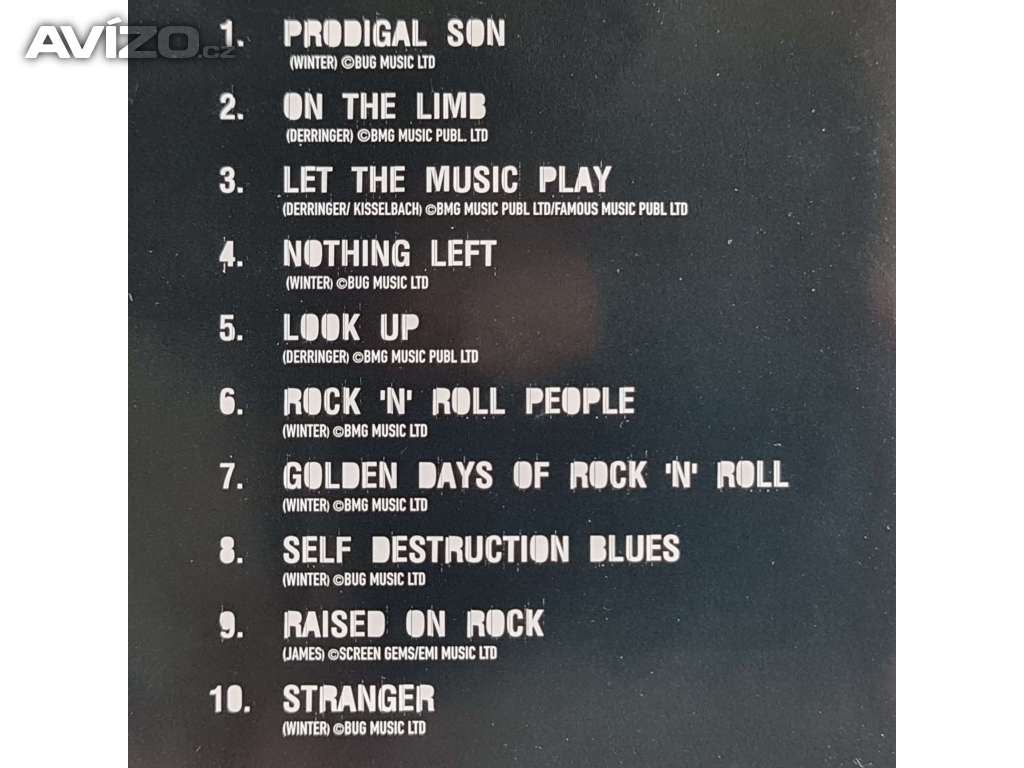 AVÍZO.cz
1. PRODIGAL SON
(WINTER) ©BUG MUSIC LTD
2. ON THE LIMB
(DERRINGER) ©BMG MUSIC PUBL. LTD
3. LET THE MUSIC PLAY
(DERRINGER/ KISSELBACH) ©BMG MUSIC PUBL LTD/FAMOUS MUSIC PUBL LTD
4. NOTHING LEFT
(WINTER) ©BUG MUSIC LTD
5. LOOK UP
(DERRINGER) ©BMG MUSIC PUBL LTD
6. ROCK 'N' ROLL PEOPLE
(WINTER) ©BMG MUSIC LTD
7. GOLDEN DAYS OF ROCK 'N' ROLL
(WINTER) ©BMG MUSIC LTD
8. SELF DESTRUCTION BLUES
(WINTER) ©BUG MUSIC LTD
9. RAISED ON ROCK
(JAMES) ©SCREEN GEMS/EMI MUSIC LTD
10. STRANGER
(WINTER) ©BUG MUSIC LTD